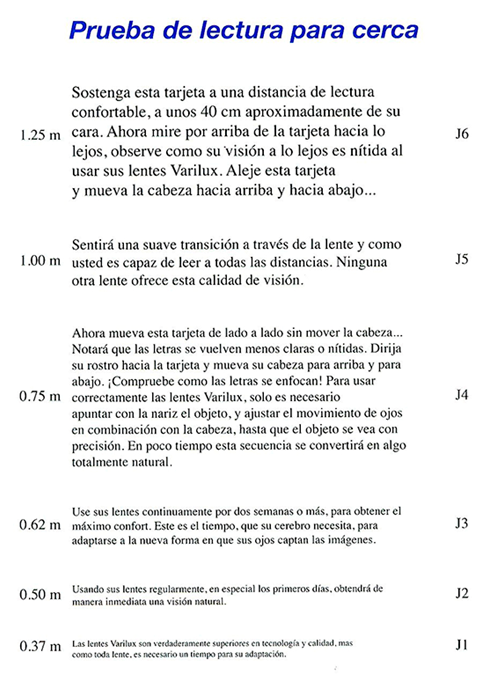 Prueba de lectura para cerca
Sostenga esta tarjeta a una distancia de lectura
confortable, a unos 40 cm aproximadamente de su
1.25 m cara. Ahora mire por arriba de la tarjeta hacia lo J6
lejos, observe como su visión a lo lejos es nítida al
usar sus lentes Varilux. Aleje esta tarjeta
y mueva la cabeza hacia arriba y hacia abajo...
Sentirá una suave transición a través de la lente y como
1.00 m usted es capaz de leer a todas las distancias. Ninguna J5
otra lente ofrece esta calidad de visión.
Ahora mueva esta tarjeta de lado a lado sin mover la cabeza...
Notará que las letras se vuelven menos claras o nítidas. Dirija
su rostro hacia la tarjeta y mueva su cabeza para arriba y para
abajo. ¡Compruebe como las letras se enfocan! Para usar
0.75 m correctamente las lentes Varilux, solo es necesario J4
apuntar con la nariz el objeto, y ajustar el movimiento de ojos
en combinación con la cabeza, hasta que el objeto se vea con
precisión. En poco tiempo esta secuencia se convertirá en algo
totalmente natural.
Use sus lentes continuamente por dos semanas o más, para obtener el
0.62 m máximo confort. Este es el tiempo, que su cerebro necesita, para J3
adaptarse a la nueva forma en que sus ojos captan las imágenes.
0.50 m Usando sus lentes regularmente, en especial los primeros días, obtendrá de J2
manera inmediata una visión natural.
0.37 m Las lentes Varilux son verdaderamente superiores en tecnología y calidad, mas J1
como toda lente, es necesario un tiempo para su adaptación.